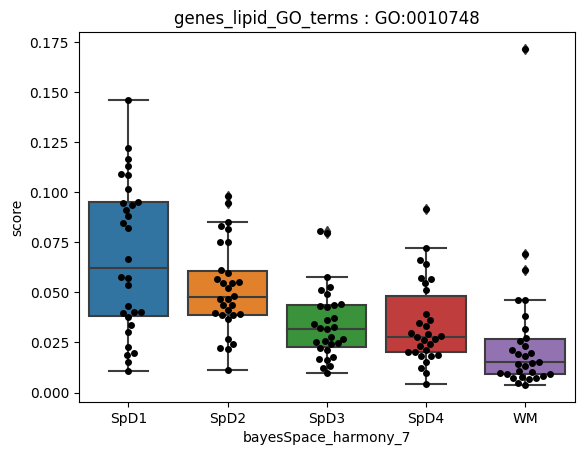 genes_lipid_GO_terms : GO:0010748
0.175
0.150
0.125
0.100
0.075
0.050
0.025
0.000
score
SpD1 SpD2 SpD3 SpD4 WM
bayesSpace_harmony_7